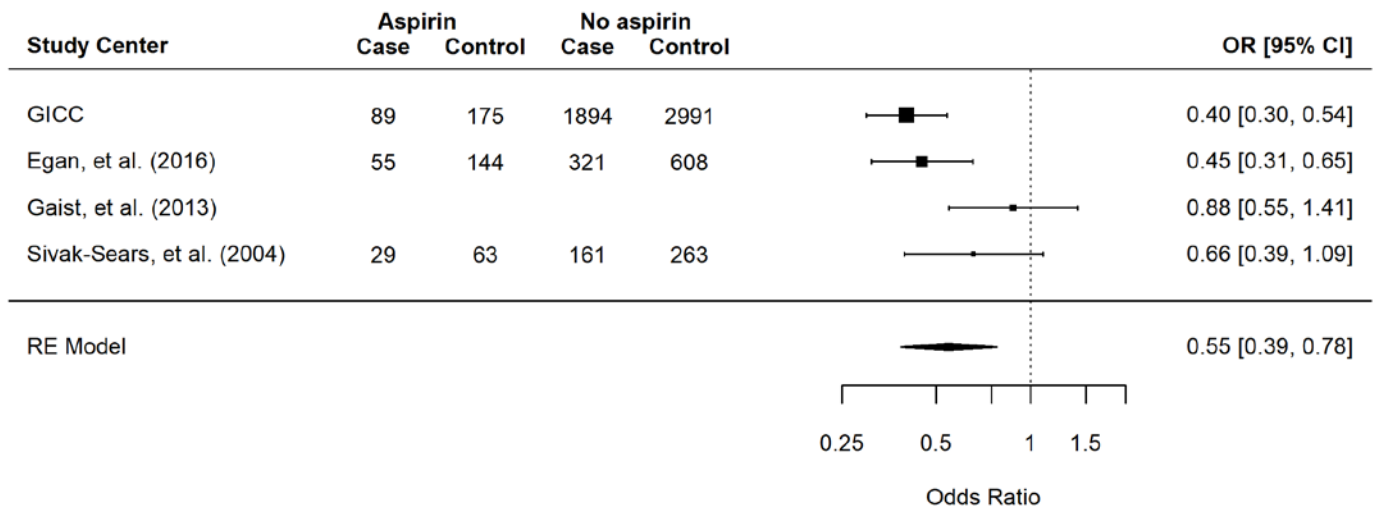 Aspirin No aspirin
Study Center Case Control Case Control OR [95% CI]
GICC 89 175 1894 2991 0.40 [0.30, 0.54]
Egan, et al. (2016) 55 144 321 608 0.45 [0.31, 0.65]
Gaist, et al. (2013) 0.88 [0.55, 1.41]
Sivak-Sears, et al. (2004) 29 63 161 263 0.66 [0.39, 1.09]
RE Model 0.55 [0.39, 0.78]
0.25 0.5 1 1.5
Odds Ratio